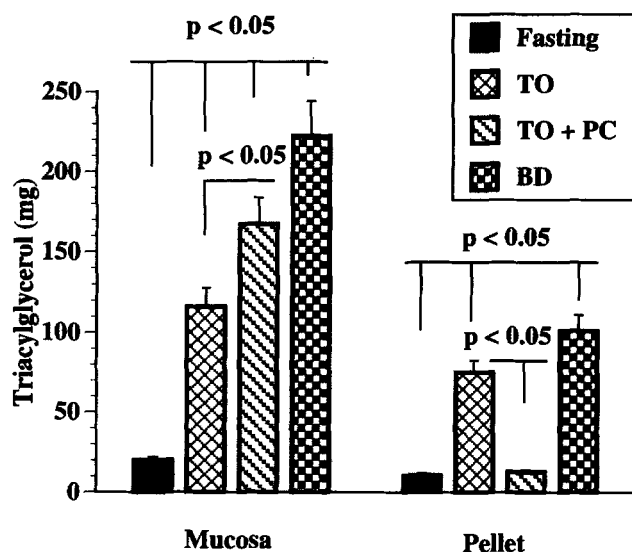 p < 0.05
Fasting
TO
TO + PC
BD
250
200
150
100
50
0
Triacylglycerol (mg)
p < 0.05
p < 0.05
p < 0.05
Mucosa
Pellet